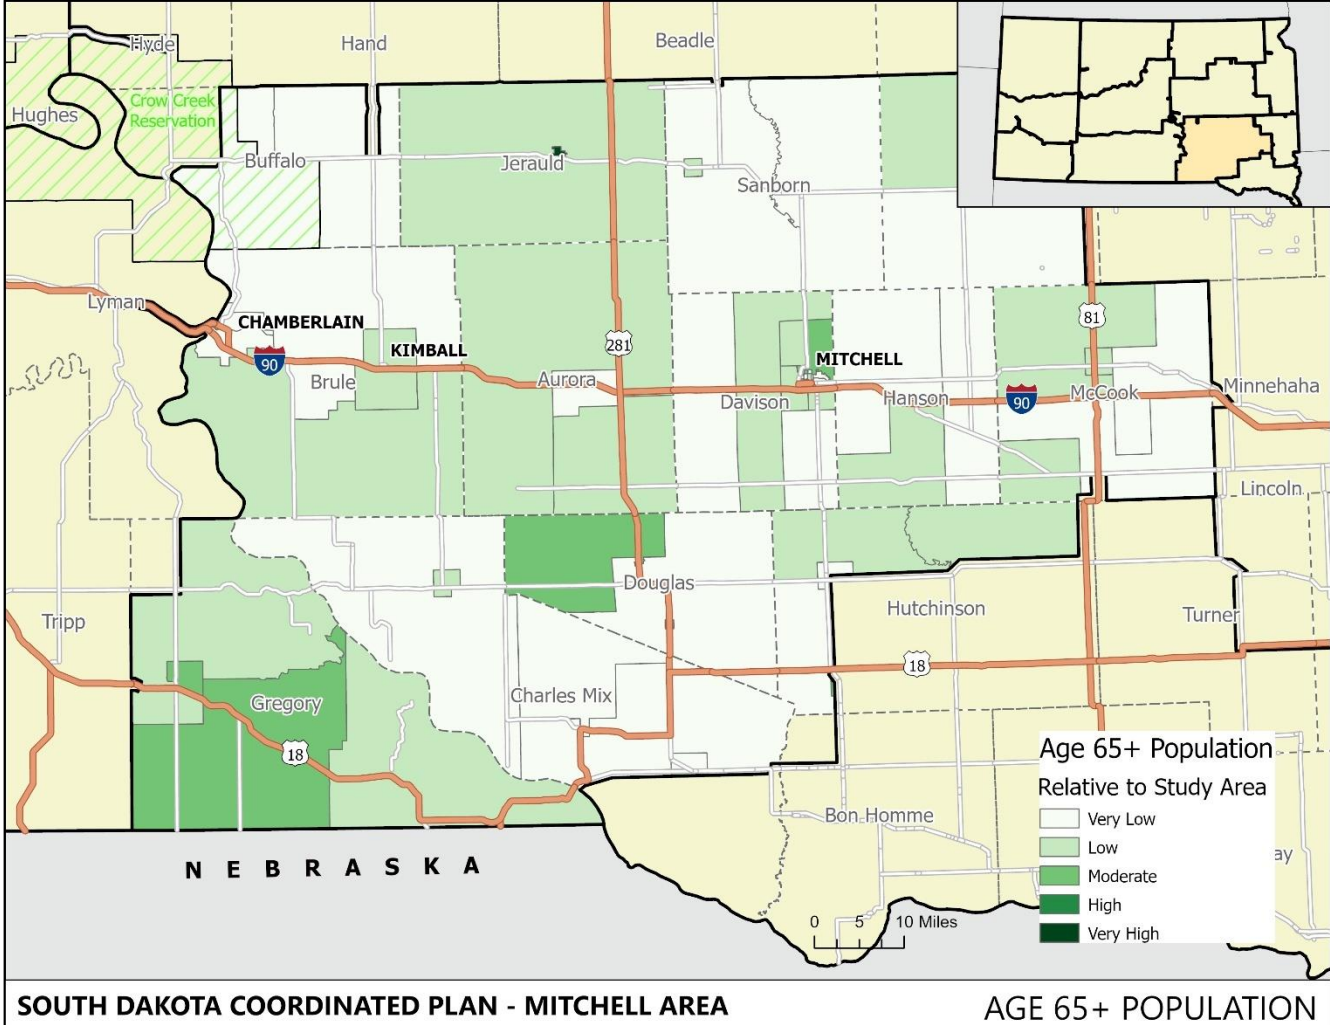 Hyde
Hand
Beadle
Hughes
Crow Creek
Reservation
Buffalo
Jerauld
Sanborn
Lyman
CHAMBERLAIN
90
KIMBALL
Brule
Aurora
281
MITCHELL
Davison
Hanson
90
81
McCook
Minnehaha
Lincoln
Douglas
Tripp
Hutchinson
Turner
18
Gregory
Charles Mix
18
Bon Homme
ay
NEBRASKA
Age 65+ Population
Relative to Study Area
Very Low
Low
Moderate
High
Very High
0 5 10 Miles
SOUTH DAKOTA COORDINATED PLAN - MITCHELL AREA
AGE 65+ POPULATION